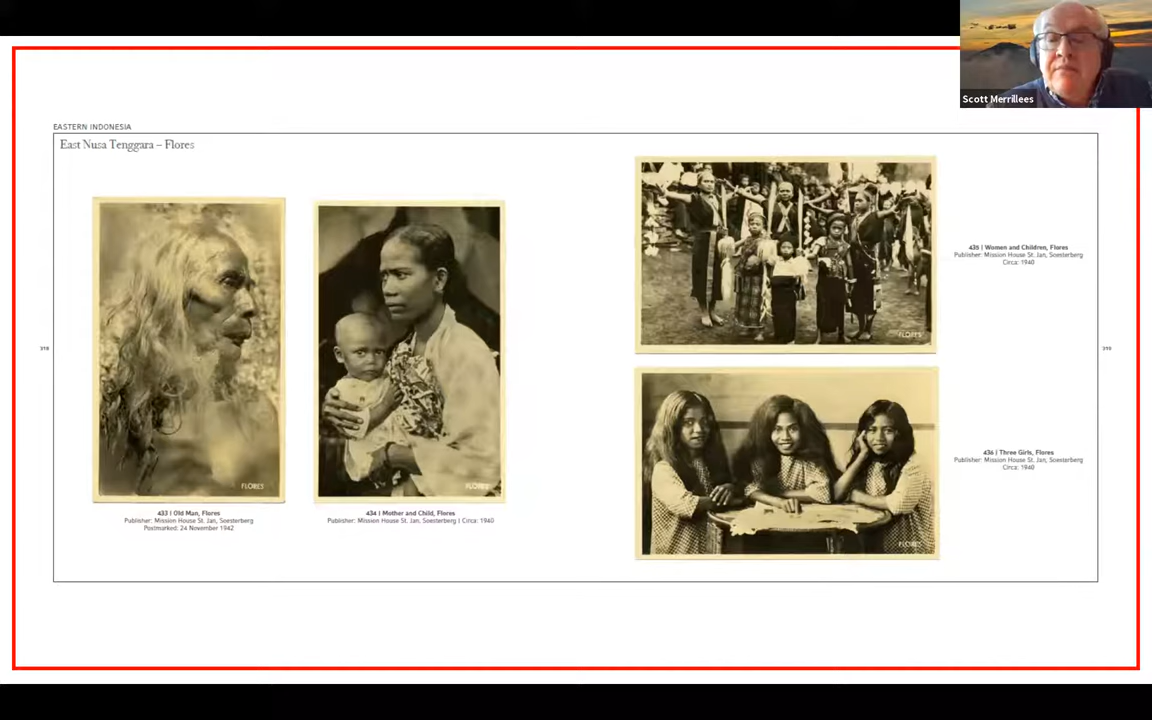 Scott Merrillees
EASTERN INDONESIA
East Nusa Tenggara – Flores
FLORES
433 | Old Man, Flores
Publisher: Mission House St. Jan, Soesterberg
Postmarked: 24 November 1942
FLORES
434 | Mother and Child, Flores
Publisher: Mission House St. Jan, Soesterberg | Circa: 1940
FLORES
435 | Women and Children, Flores
Publisher: Mission House St. Jan, Soesterberg
Circa: 1940
FLORES
436 | Three Girls, Flores
Publisher: Mission House St. Jan, Soesterberg
Circa: 1940
319